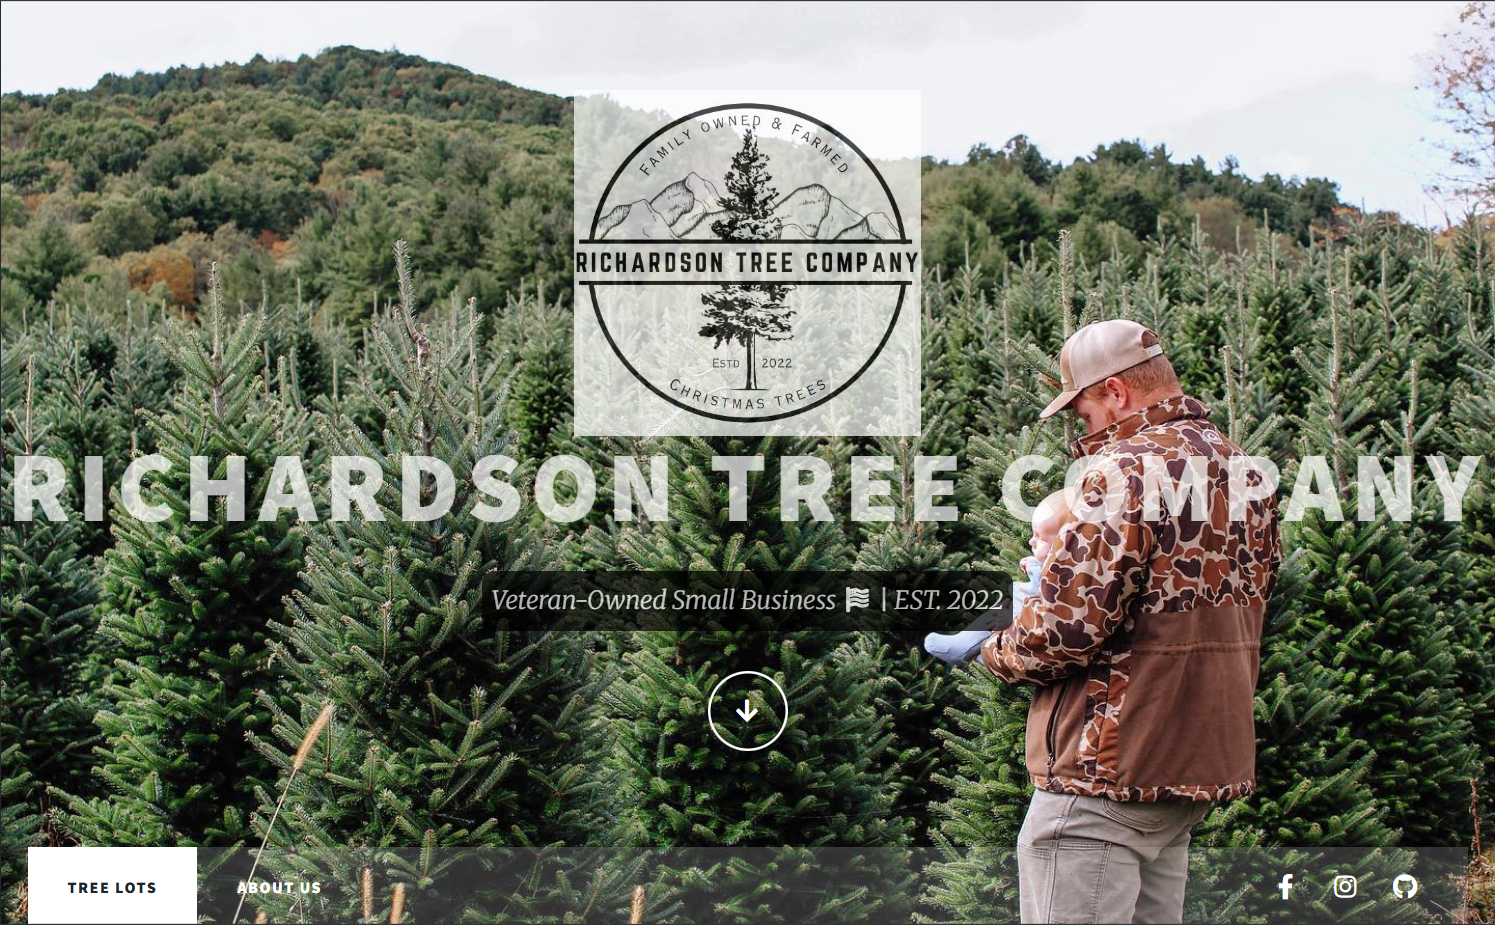 FAMILY OWNED & FARMED
RICHARDSON TREE COMPANY
ESTD 2022
CHRISTMAS TREES
RICHARDSON TREE COMPANY
Veteran-Owned Small Business | EST. 2022
TREE LOTS ABOUT US